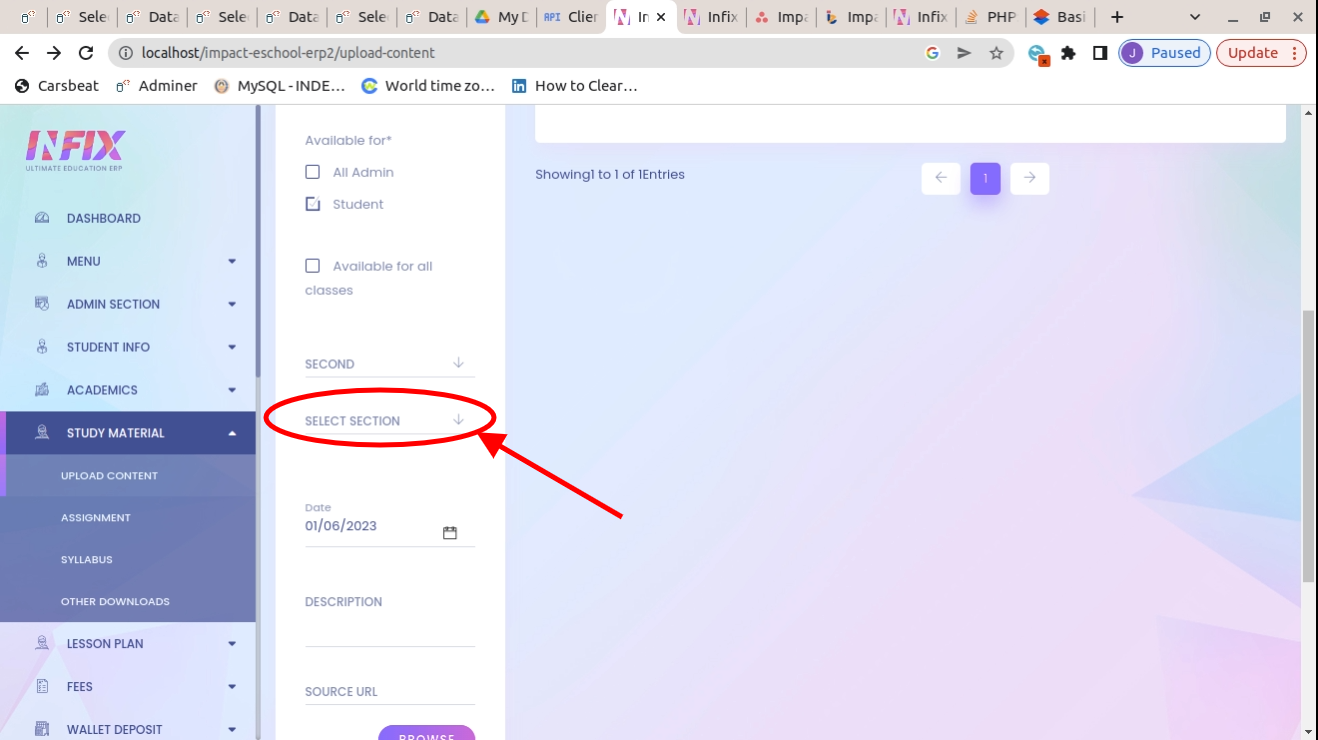 Sele
Data
Sele
Data
Sele
Data
My D
API Clier
In
Infix
Impa
Impa
Infix
PHP
Basi
localhost/impact-eschool-erp2/upload-content
G
J Paused
Update
Carsbeat
Adminer
MySQL - INDE...
World time zo...
in How to Clear...
INFIX
ULTIMATE EDUCATION ERP
DASHBOARD
MENU
ADMIN SECTION
STUDENT INFO
ACADEMICS
STUDY MATERIAL
UPLOAD CONTENT
ASSIGNMENT
SYLLABUS
OTHER DOWNLOADS
LESSON PLAN
FEES
WALLET DEPOSIT
Available for*
All Admin
Student
Available for all
classes
SECOND
SELECT SECTION
Date
01/06/2023
DESCRIPTION
SOURCE URL
BROWSE
Showing1 to 1 of 1Entries
1